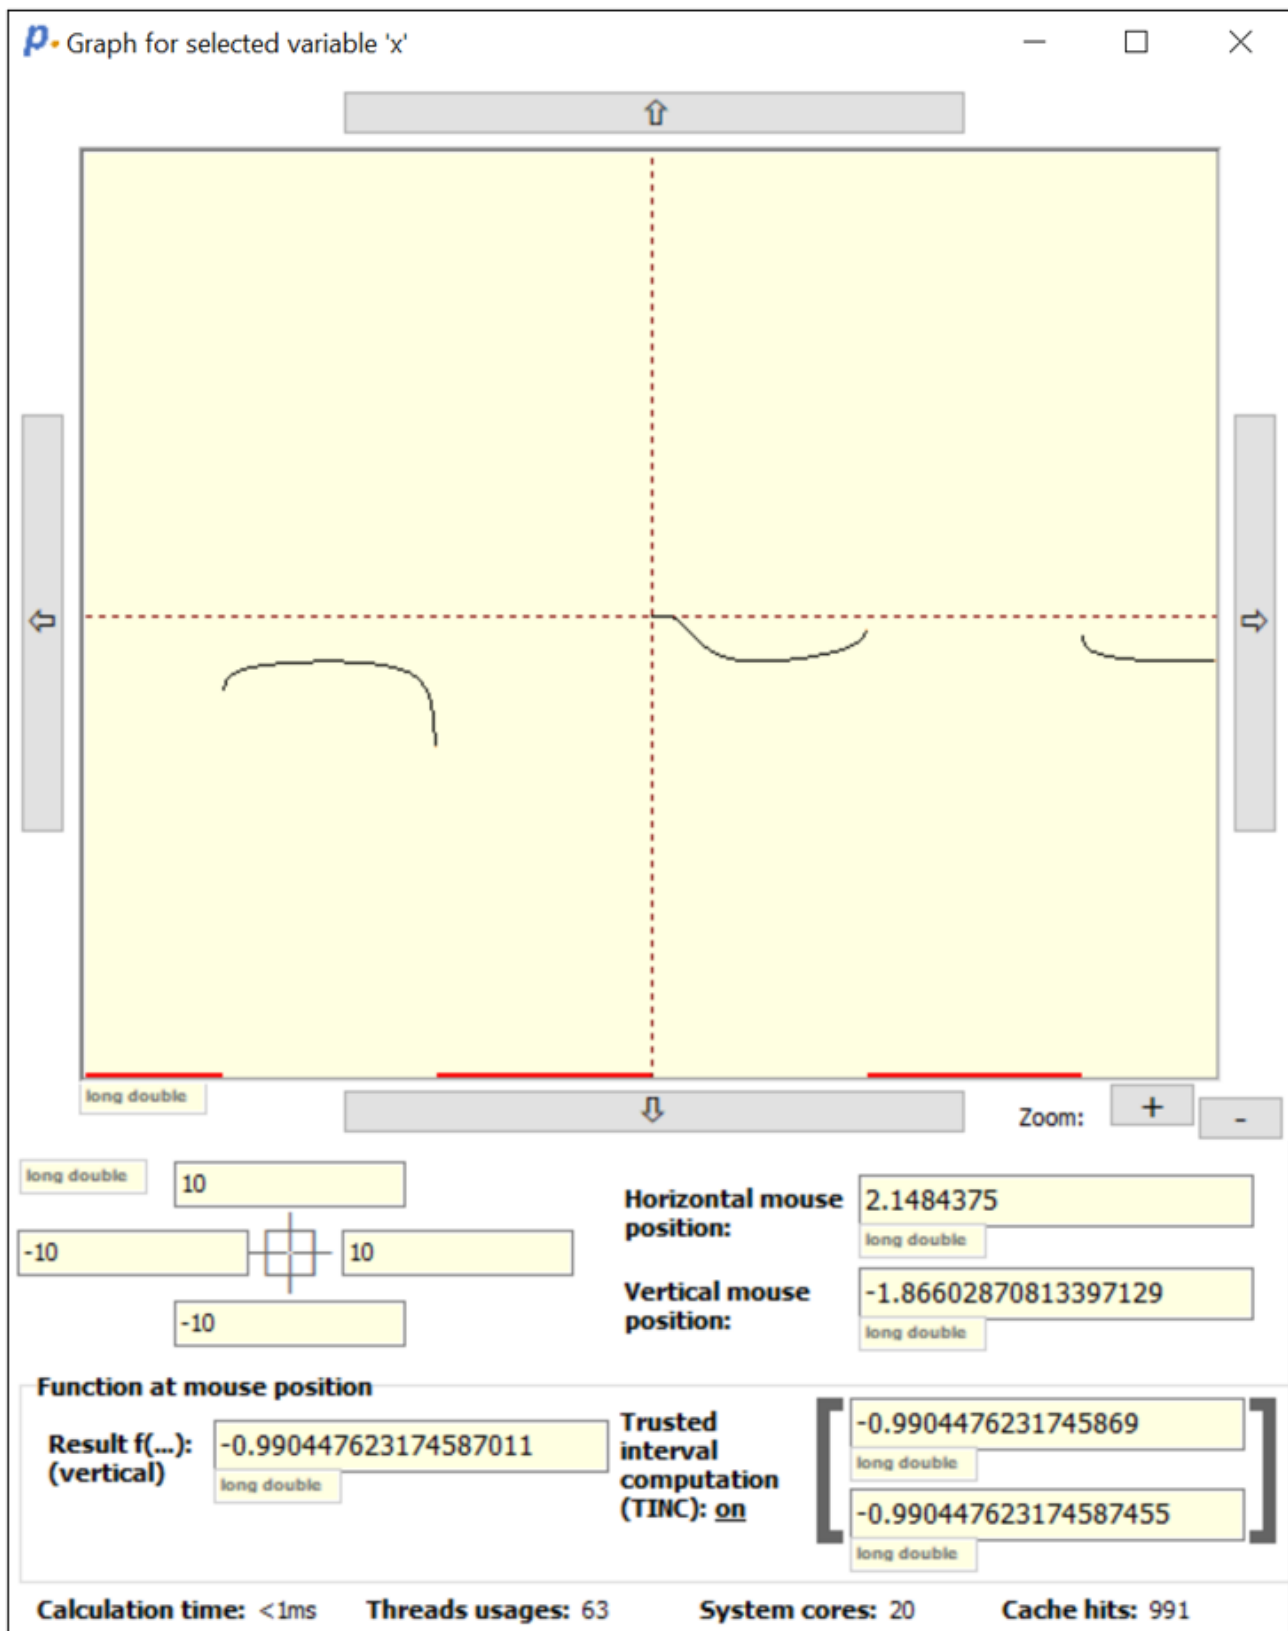 p. Graph for selected variable 'x'
long double
Zoom: + -
long double
10
-10
10
-10
Horizontal mouse
position:
2.1484375
long double
Vertical mouse
position:
-1.86602870813397129
long double
Function at mouse position
Result f(...):
(vertical)
-0.990447623174587011
long double
Trusted
interval
computation
(TINC): on
-0.9904476231745869
long double
-0.9904476231745874​55
long double
Calculation time: <1ms Threads usages: 63 System cores: 20 Cache hits: 991